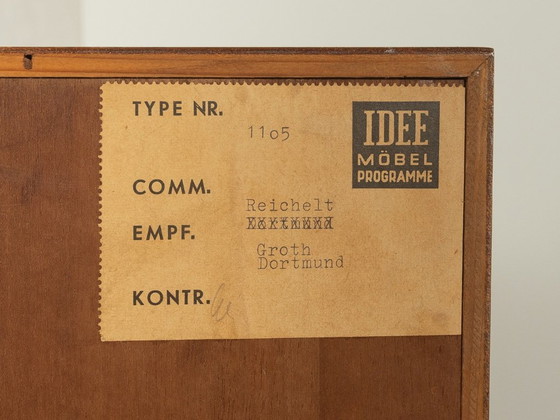 TYPE NR.
1105
IDEE
MÖBEL
PROGRAMME
COMM.
Reichelt
EMPF.
Groth
Dortmund
KONTR.